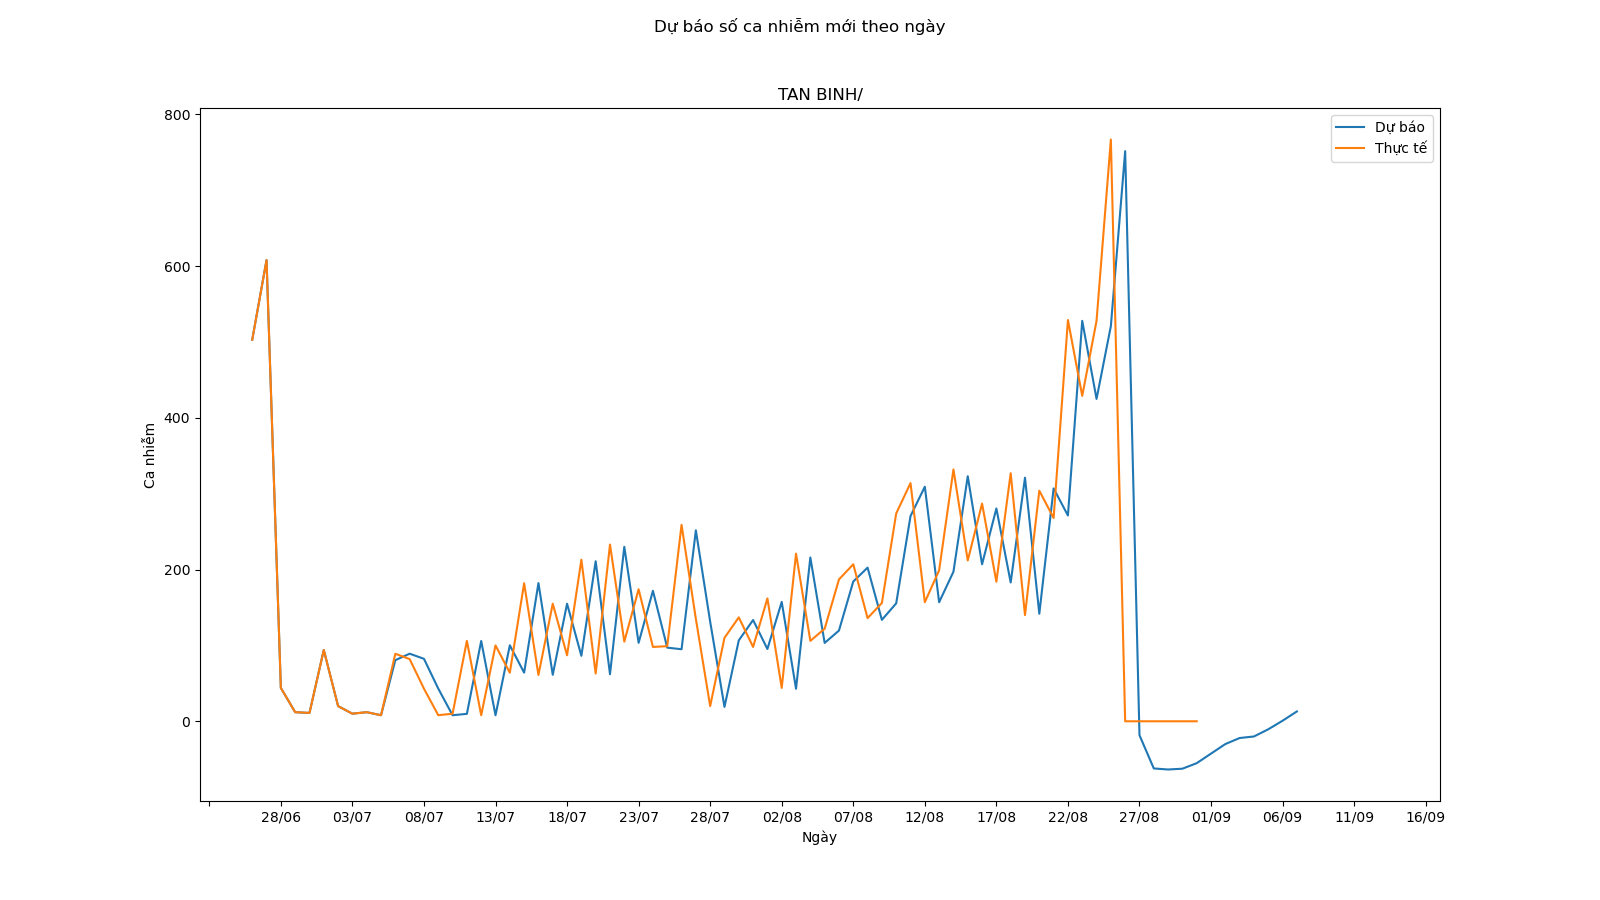 Dự báo số ca nhiễm mới theo ngày
TAN BINH/
800
600
400
200
0
Ca nhiễm
Dự báo
Thực tế
28/06 03/07 08/07 13/07 18/07 23/07 28/07 02/08 07/08 12/08 17/08 22/08 27/08 01/09 06/09 11/09 16/09
Ngày